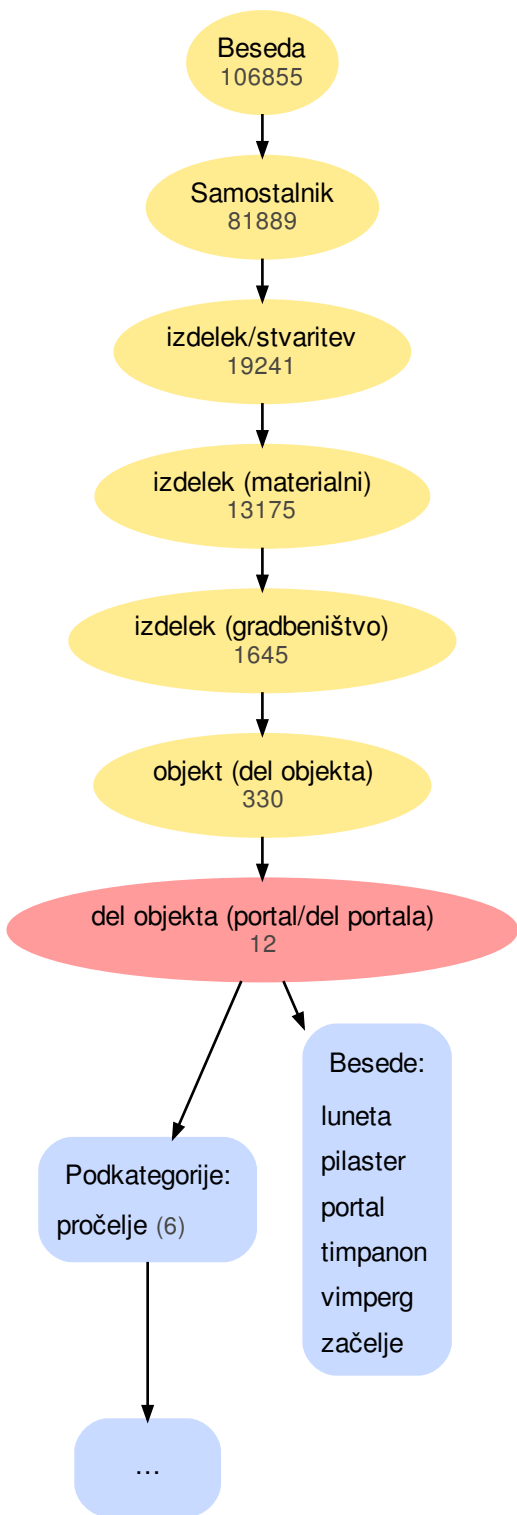 Beseda
106855
Samostalnik
81889
izdelek/stvaritev
19241
izdelek (materialni)
13175
izdelek (gradbeništvo)
1645
objekt (del objekta)
330
del objekta (portal/del portala)
12
Podkategorije:
pročelje (6)
...
Besede:
luneta
pilaster
portal
timpanon
vimperg
začelje